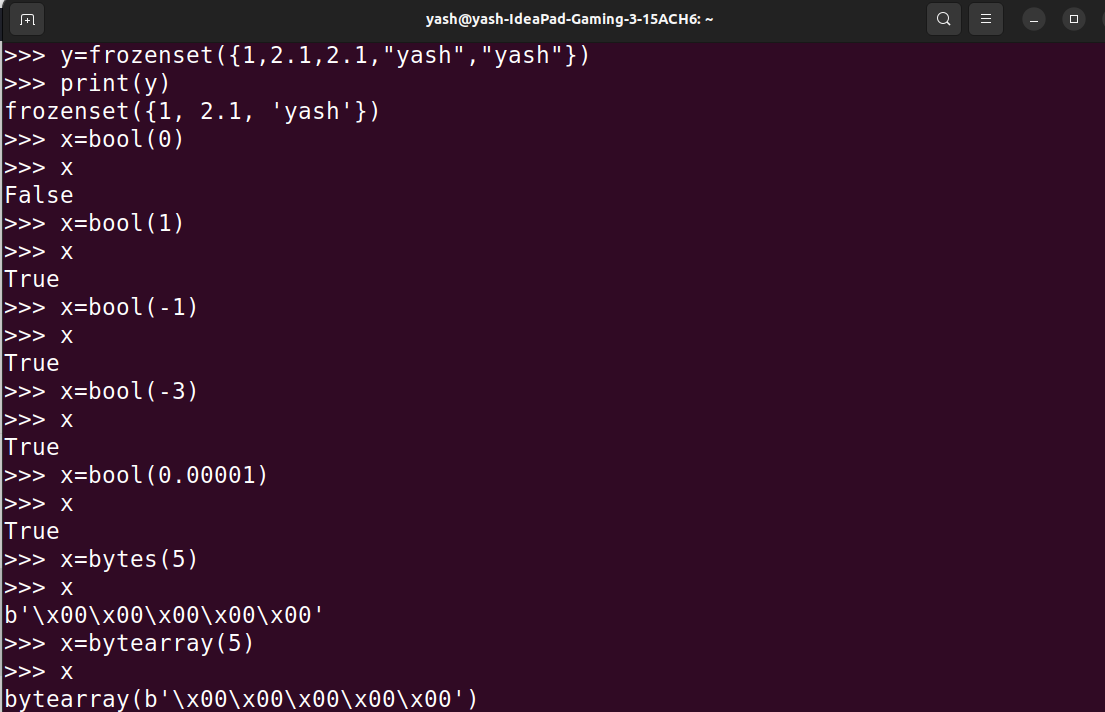 yash@yash-IdeaPad-Gaming-3-15ACH6: ~
>>> y=frozenset({1,2.1,2.1,"yash","yash"})
>>> print(y)
frozenset({1, 2.1, 'yash'})
>>> x=bool(0)
>>> x
False
>>> x=bool(1)
>>> x
True
>>> x=bool(-1)
>>> x
True
>>> x=bool(-3)
>>> x
True
>>> x=bool(0.00001)
>>> x
True
>>> x=bytes(5)
>>> x
b'\x00\x00\x00\x00\x00'
>>> x=bytearray(5)
>>> x
bytearray(b'\x00\x00\x00\x00\x00')